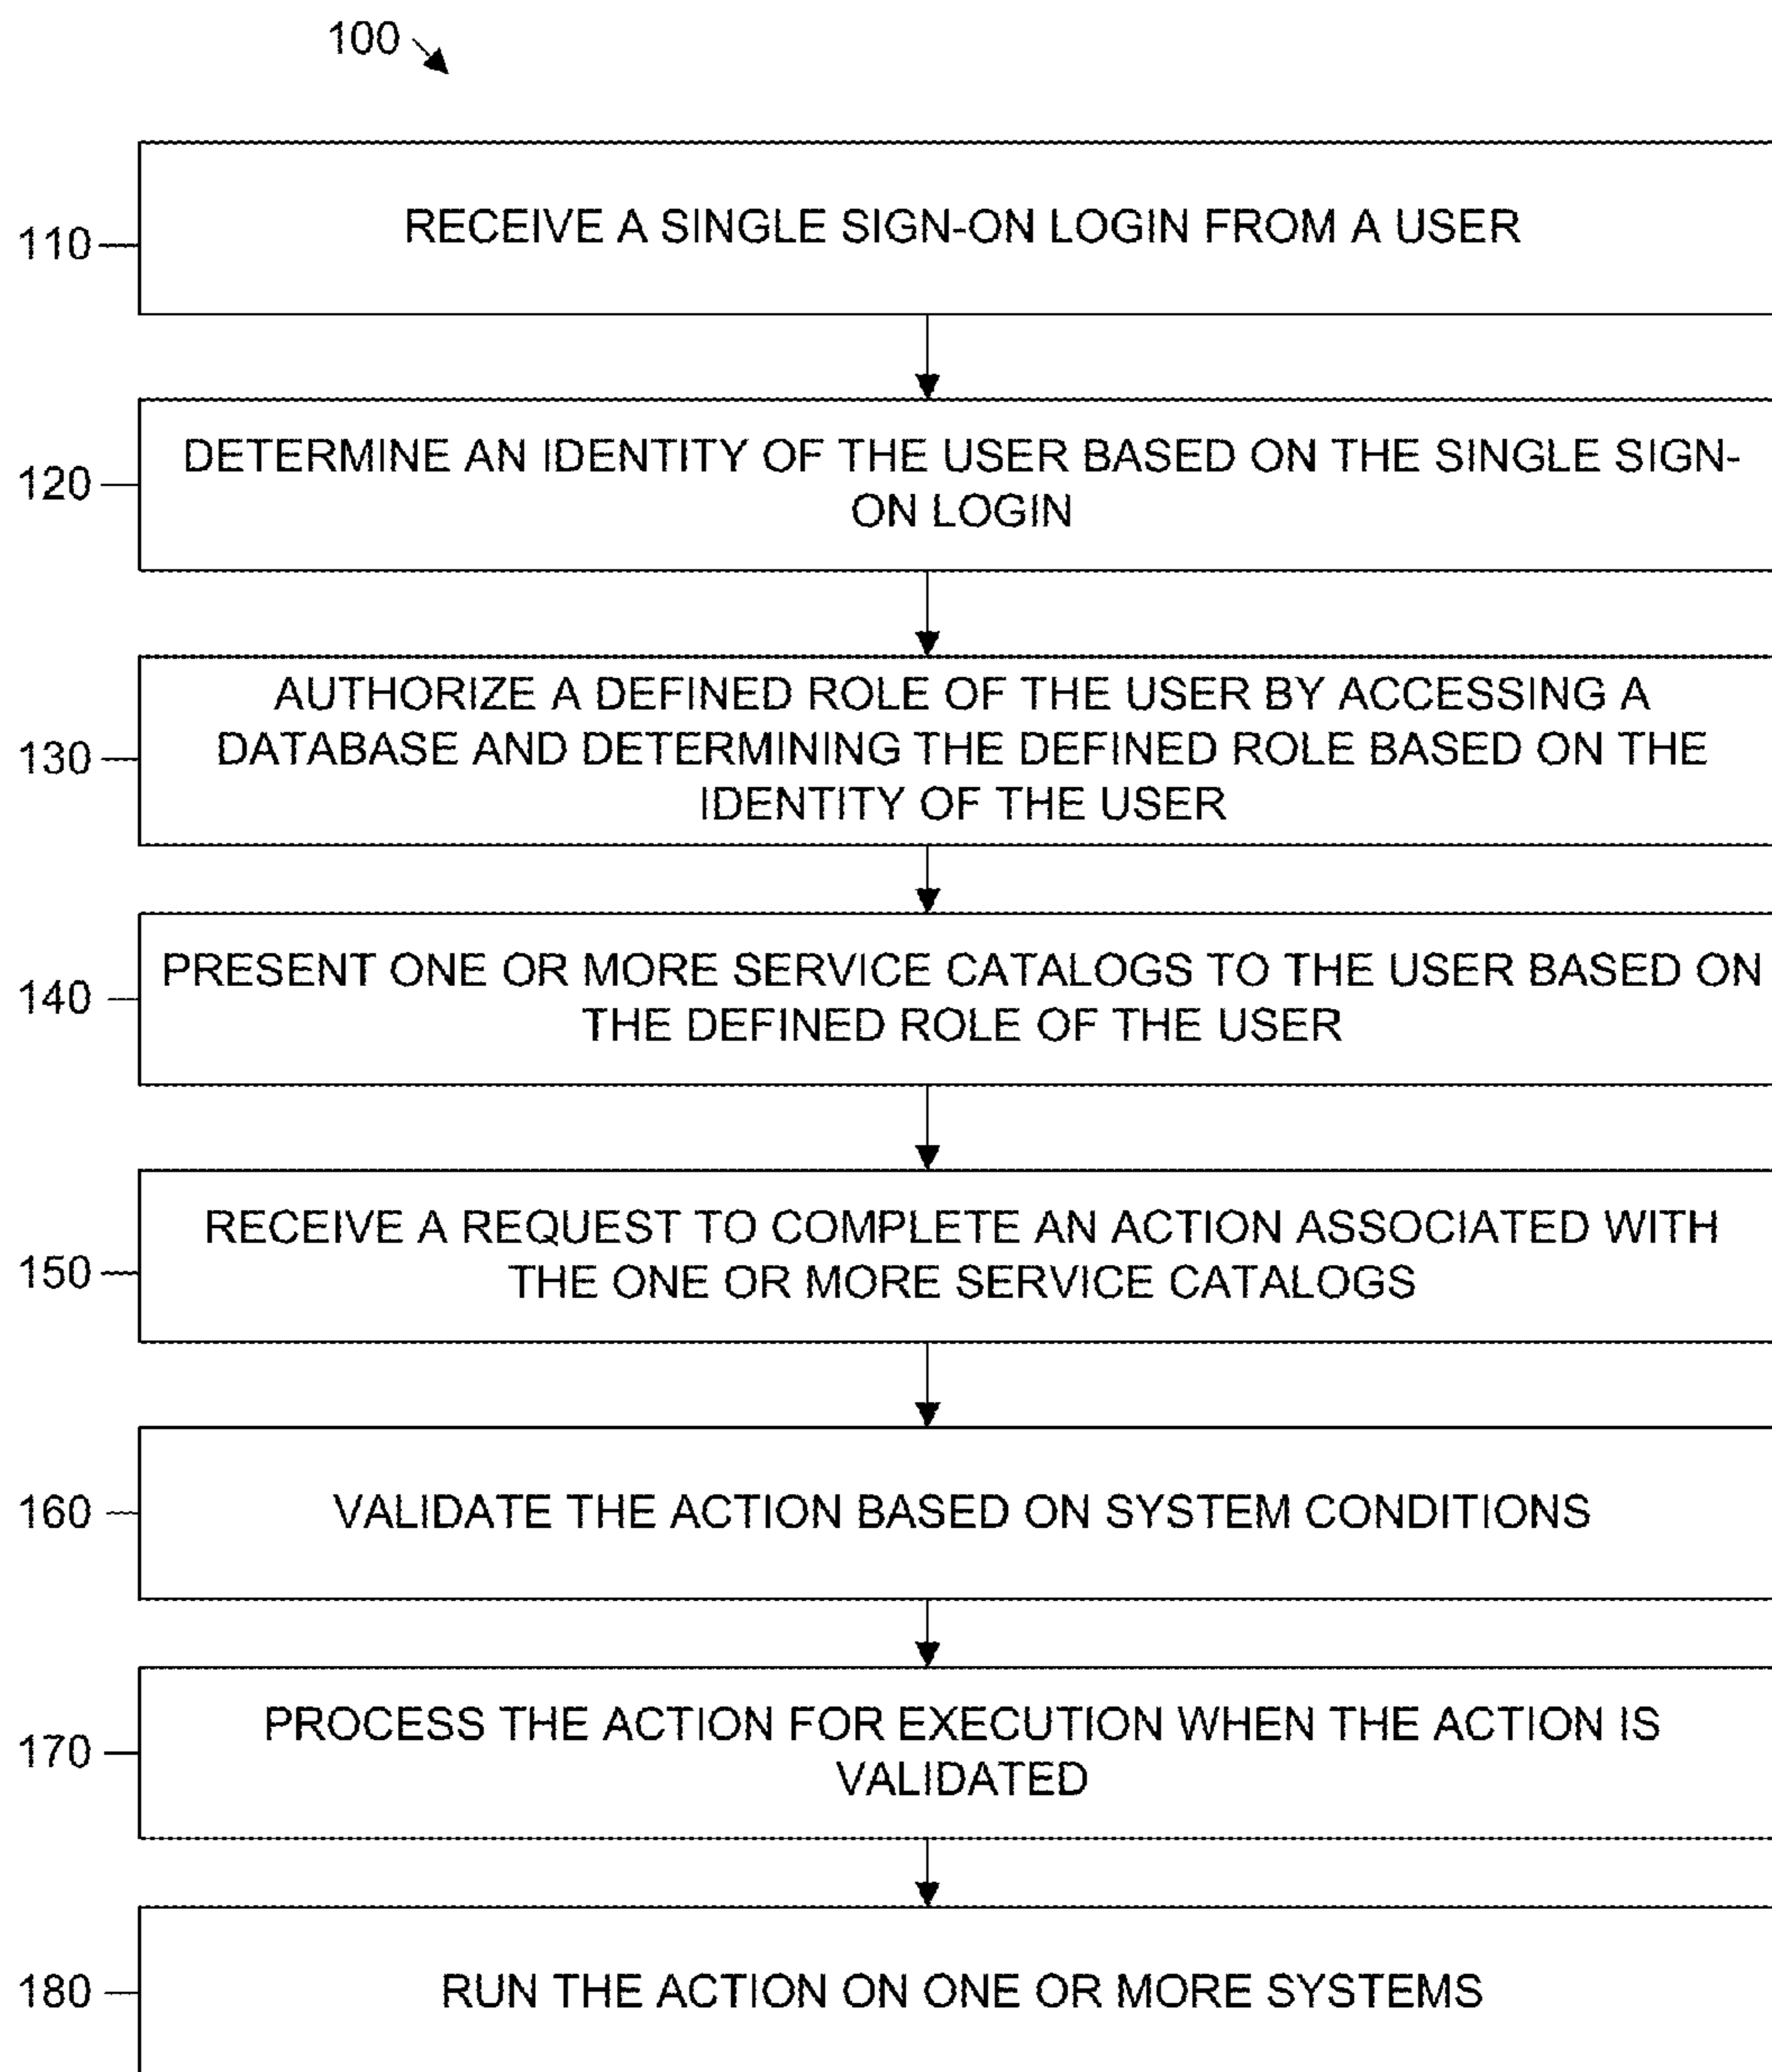 100
110
RECEIVE A SINGLE SIGN-ON LOGIN FROM A USER
120
DETERMINE AN IDENTITY OF THE USER BASED ON THE SINGLE SIGN-
ON LOGIN
130
AUTHORIZE A DEFINED ROLE OF THE USER BY ACCESSING A
DATABASE AND DETERMINING THE DEFINED ROLE BASED ON THE
IDENTITY OF THE USER
140
PRESENT ONE OR MORE SERVICE CATALOGS TO THE USER BASED ON
THE DEFINED ROLE OF THE USER
150
RECEIVE A REQUEST TO COMPLETE AN ACTION ASSOCIATED WITH
THE ONE OR MORE SERVICE CATALOGS
160
VALIDATE THE ACTION BASED ON SYSTEM CONDITIONS
170
PROCESS THE ACTION FOR EXECUTION WHEN THE ACTION IS
VALIDATED
180
RUN THE ACTION ON ONE OR MORE SYSTEMS